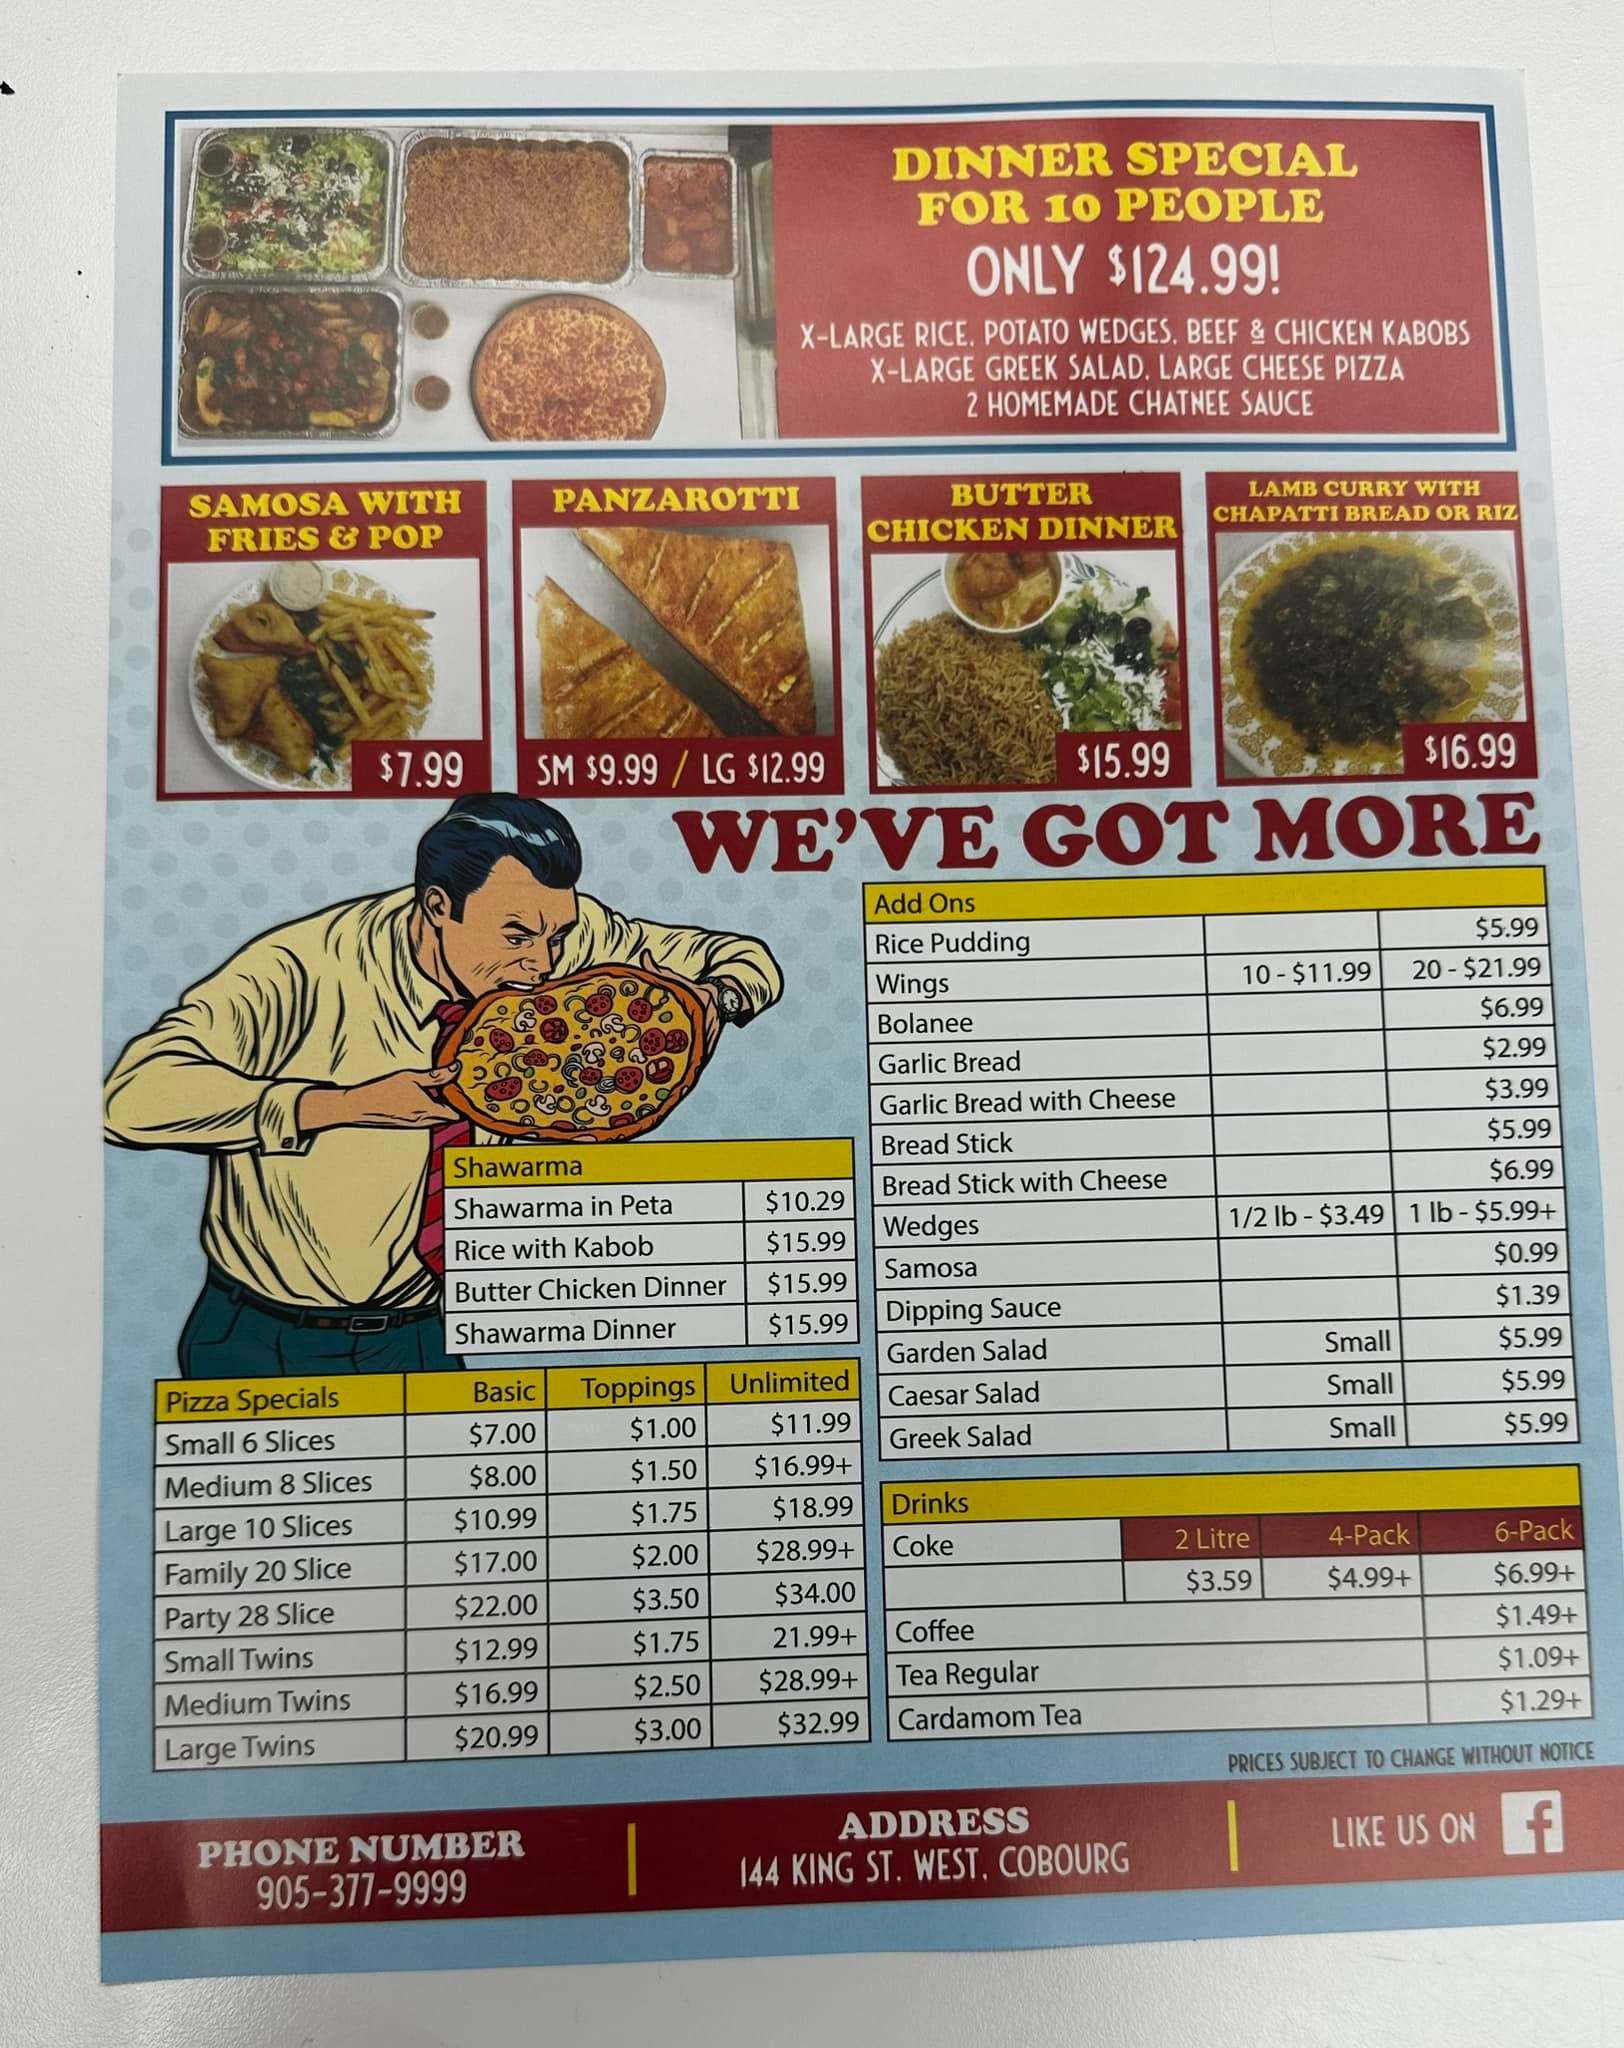 DINNER SPECIAL
FOR 10 PEOPLE
ONLY $124.99!
X-LARGE RICE, POTATO WEDGES, BEEF & CHICKEN KABOBS
X-LARGE GREEK SALAD, LARGE CHEESE PIZZA
2 HOMEMADE CHATNEE SAUCE
SAMOSA WITH
FRIES & POP
$7.99
PANZAROTTI
SM $9.99 / LG $12.99
BUTTER
CHICKEN DINNER
$15.99
LAMB CURRY WITH
CHAPATTI BREAD OR RIZ
$16.99
WE'VE GOT MORE
Add Ons
Rice Pudding $5.99
Wings 10 - $11.99 20 - $21.99
Bolanee $6.99
Garlic Bread $2.99
Garlic Bread with Cheese $3.99
Bread Stick $5.99
Bread Stick with Cheese $6.99
Wedges 1/2 lb - $3.49 1 lb - $5.99+
Samosa $0.99
Dipping Sauce $1.39
Garden Salad Small $5.99
Caesar Salad Small $5.99
Greek Salad Small $5.99
Shawarma
Shawarma in Peta $10.29
Rice with Kabob $15.99
Butter Chicken Dinner $15.99
Shawarma Dinner $15.99
Pizza Specials Basic Toppings Unlimited
Small 6 Slices $7.00 $1.00 $11.99
Medium 8 Slices $8.00 $1.50 $16.99+
Large 10 Slices $10.99 $1.75 $18.99
Family 20 Slice $17.00 $2.00 $28.99+
Party 28 Slice $22.00 $3.50 $34.00
Small Twins $12.99 $1.75 21.99+
Medium Twins $16.99 $2.50 $28.99+
Large Twins $20.99 $3.00 $32.99
Drinks
Coke 2 Litre 4-Pack 6-Pack
$3.59 $4.99+ $6.99+
Coffee $1.49+
Tea Regular $1.09+
Cardamom Tea $1.29+
PRICES SUBJECT TO CHANGE WITHOUT NOTICE
PHONE NUMBER
905-377-9999
ADDRESS
144 KING ST. WEST, COBOURG
LIKE US ON f